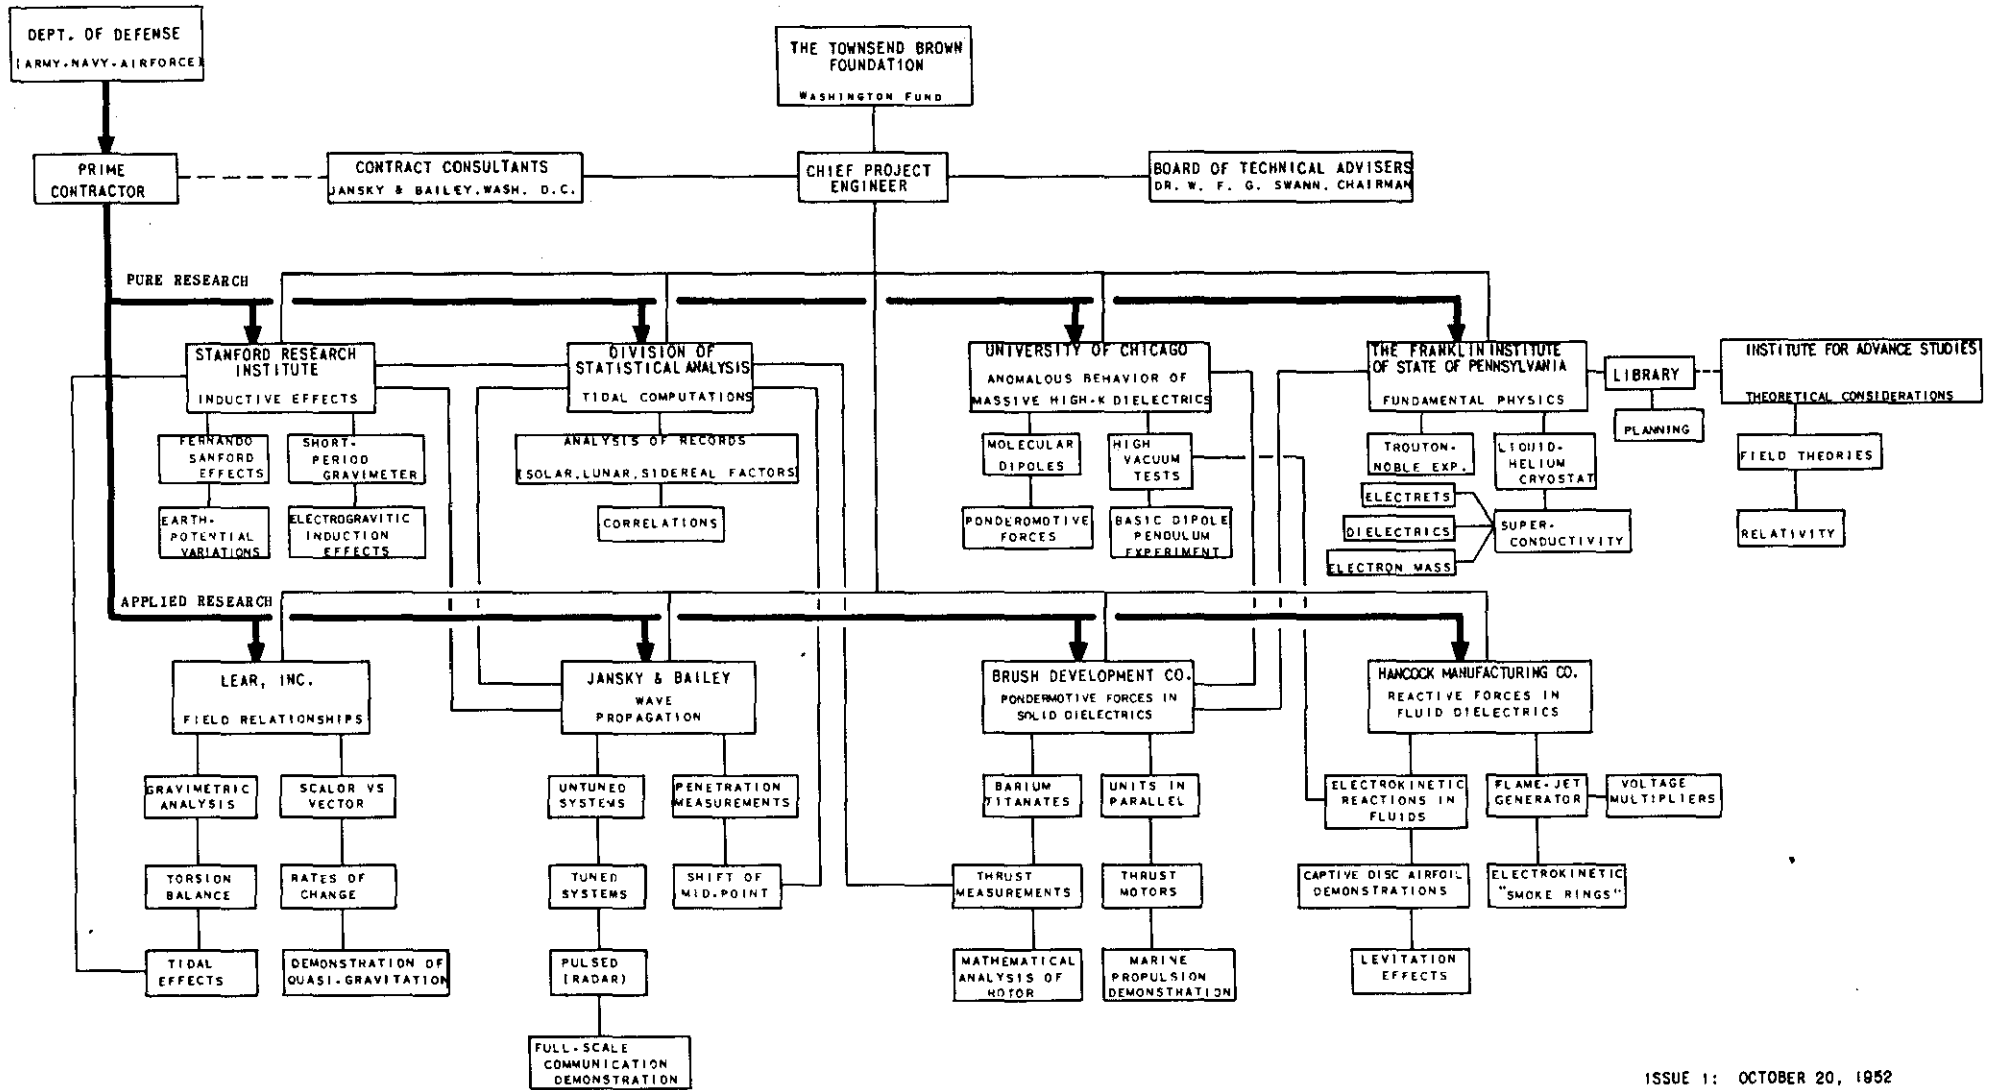 DEPT. OF DEFENSE
(ARMY-NAVY-AIRFORCE)
THE TOWNSEND BROWN
FOUNDATION
WASHINGTON FUND
PRIME
CONTRACTOR
CONTRACT CONSULTANTS
JANSKY & BAILEY, WASH. D.C.
CHIEF PROJECT
ENGINEER
BOARD OF TECHNICAL ADVISERS
DR. W. F. G. SWANN, CHAIRMAN
PURE RESEARCH
STANFORD RESEARCH
INSTITUTE
INDUCTIVE EFFECTS
DIVISION OF
STATISTICAL ANALYSIS
TIDAL COMPUTATIONS
UNIVERSITY OF CHICAGO
ANOMALOUS BEHAVIOR OF
MASSIVE HIGH-K DIELECTRICS
THE FRANKLIN INSTITUTE
OF STATE OF PENNSYLVANIA
FUNDAMENTAL PHYSICS
LIBRARY
PLANNING
INSTITUTE FOR ADVANCE STUDIES
THEORETICAL CONSIDERATIONS
FERNANDO
SANFORD
EFFECTS
SHORT-
PERIOD
GRAVIMETER
ANALYSIS OF RECORDS
(SOLAR, LUNAR, SIDEREAL FACTORS)
MOLECULAR
DIPOLES
HIGH
VACUUM
TESTS
TROUTON-
NOBLE EXP.
LIQUID-
HELIUM
CRYOSTAT
FIELD THEORIES
EARTH-
POTENTIAL
VARIATIONS
ELECTROGRAVITIC
INDUCTION
EFFECTS
CORRELATIONS
PONDEROMOTIVE
FORCES
BASIC DIPOLE
PENDULUM
EXPERIMENT
ELECTRETS
DIELECTRICS
ELECTRON MASS
SUPER-
CONDUCTIVITY
RELATIVITY
APPLIED RESEARCH
LEAR, INC.
FIELD RELATIONSHIPS
JANSKY & BAILEY
WAVE
PROPAGATION
BRUSH DEVELOPMENT CO.
PONDERMOTIVE FORCES IN
SOLID DIELECTRICS
HANCOCK MANUFACTURING CO.
REACTIVE FORCES IN
FLUID DIELECTRICS
GRAVIMETRIC
ANALYSIS
SCALOR VS
VECTOR
UNTUNED
SYSTEMS
PENETRATION
MEASUREMENTS
BARIUM
TITANATES
UNITS IN
PARALLEL
ELECTROKINETIC
REACTIONS IN
FLUIDS
FLAME-JET
GENERATOR
VOLTAGE
MULTIPLIERS
TORSION
BALANCE
RATES OF
CHANGE
TUNED
SYSTEMS
SHIFT OF
MID-POINT
THRUST
MEASUREMENTS
THRUST
MOTORS
CAPTIVE DISC AIRFOIL
DEMONSTRATIONS
ELECTROKINETIC
"SMOKE RINGS"
TIDAL
EFFECTS
DEMONSTRATION OF
QUASI-GRAVITATION
PULSED
(RADAR)
MATHEMATICAL
ANALYSIS OF
ROTOR
MARINE
PROPULSION
DEMONSTRATION
LEVITATION
EFFECTS
FULL-SCALE
COMMUNICATION
DEMONSTRATION
ISSUE 1: OCTOBER 20, 1952